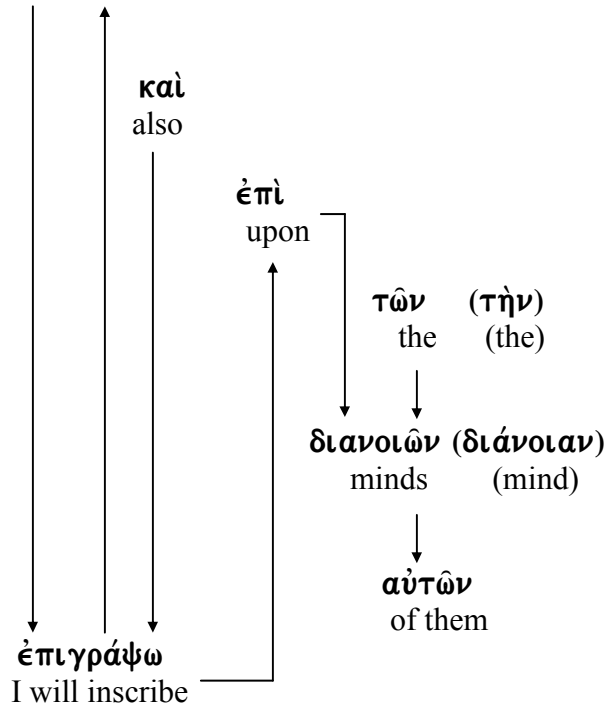 καὶ
also
ἐπὶ
upon
τῶν (τὴν)
the (the)
διανοιῶν (διάνοιαν)
minds (mind)
αὐτῶν
of them
ἐπιγράψω
I will inscribe